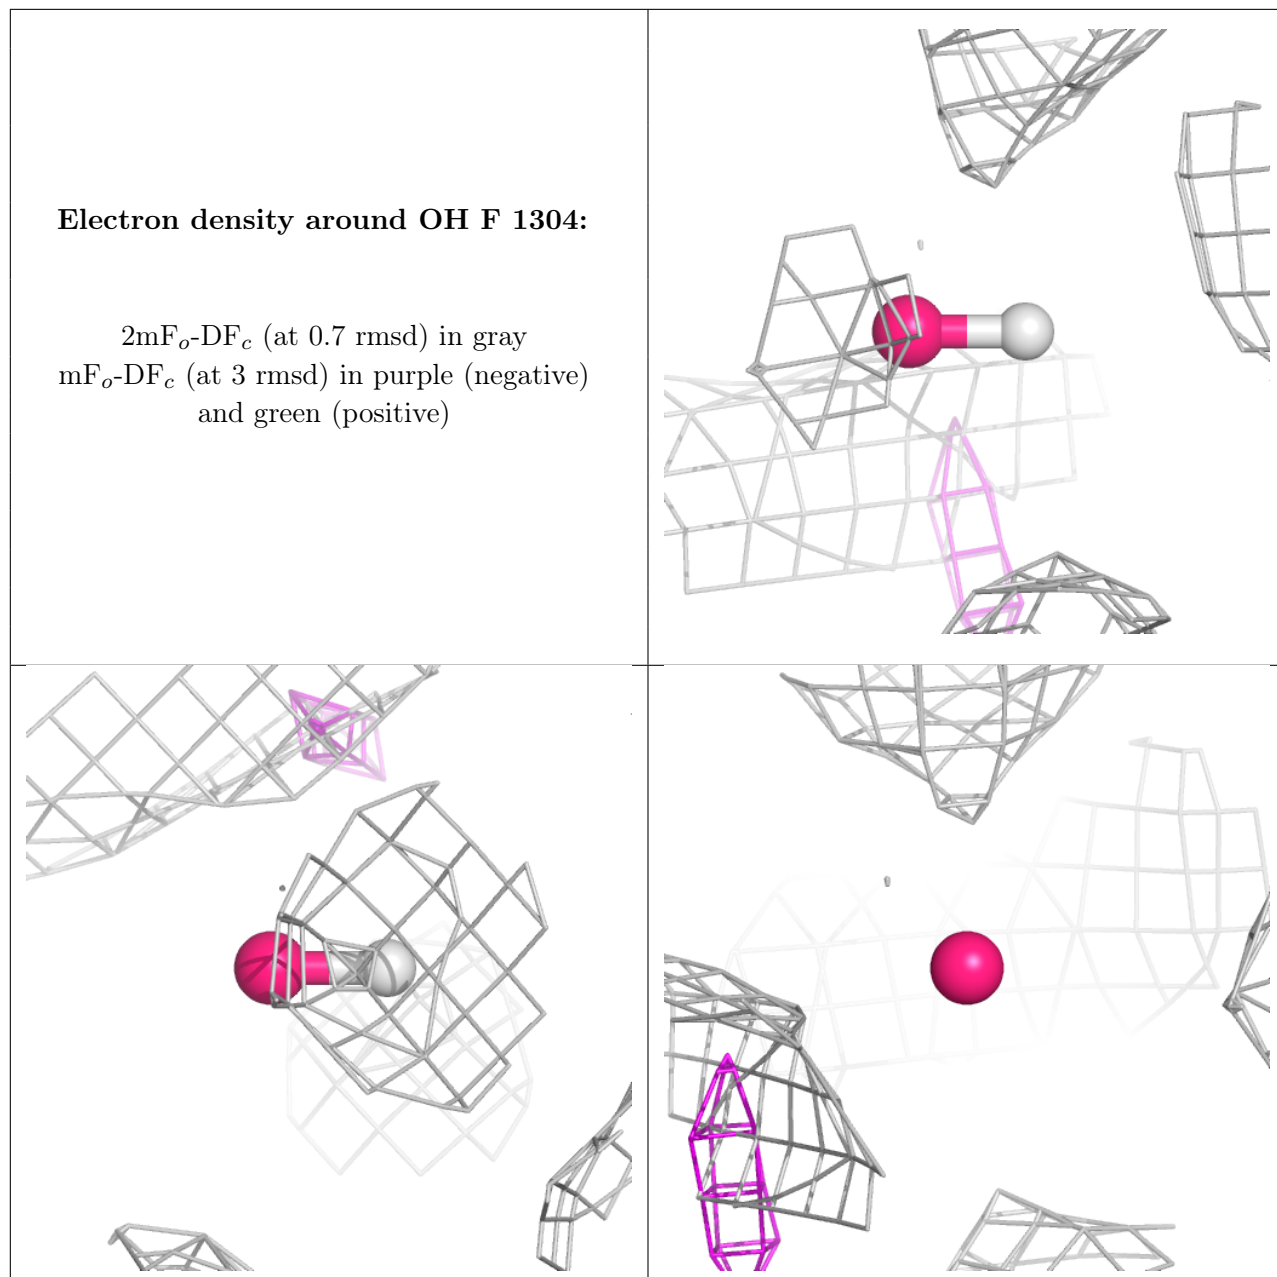 Electron density around OH F 1304:
2mFo-DFc (at 0.7 rmsd) in gray
mFo-DFc (at 3 rmsd) in purple (negative)
and green (positive)